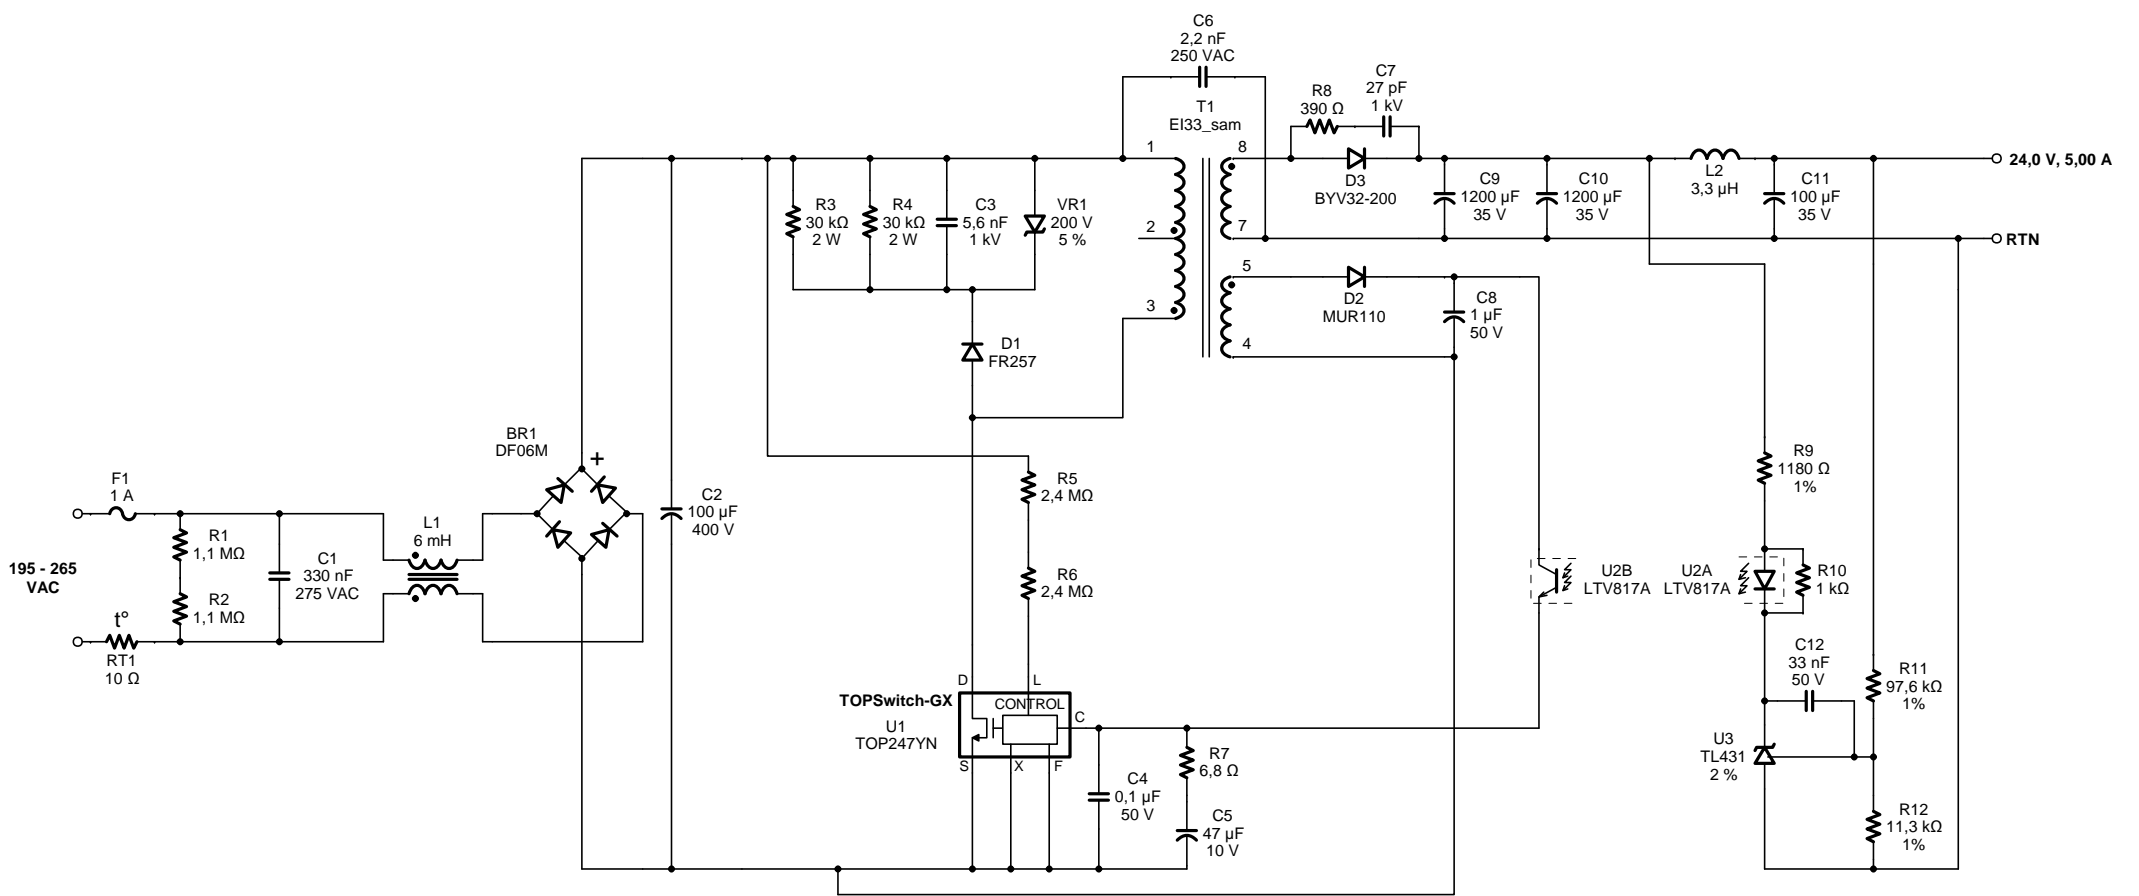 C6
2,2 nF
250 VAC
T1
EI33_sam
R8
390 Ω
C7
27 pF
1 kV
1
2
3
8
7
5
4
D3
BYV32-200
C9
1200 µF
35 V
C10
1200 µF
35 V
L2
3,3 µH
C11
100 µF
35 V
24,0 V, 5,00 A
RTN
R3
30 kΩ
2 W
R4
30 kΩ
2 W
C3
5,6 nF
1 kV
VR1
200 V
5 %
D2
MUR110
C8
1 µF
50 V
D1
FR257
BR1
DF06M
+
F1
1 A
R1
1,1 MΩ
R2
1,1 MΩ
C1
330 nF
275 VAC
L1
6 mH
195 - 265
VAC
t°
RT1
10 Ω
C2
100 µF
400 V
R5
2,4 MΩ
R6
2,4 MΩ
R9
1180 Ω
1%
U2B
LTV817A
U2A
LTV817A
R10
1 kΩ
C12
33 nF
50 V
R11
97,6 kΩ
1%
U3
TL431
2 %
R12
11,3 kΩ
1%
D
L
TOPSwitch-GX
CONTROL
C
U1
TOP247YN
S
X
F
R7
6,8 Ω
C4
0,1 µF
50 V
C5
47 µF
10 V